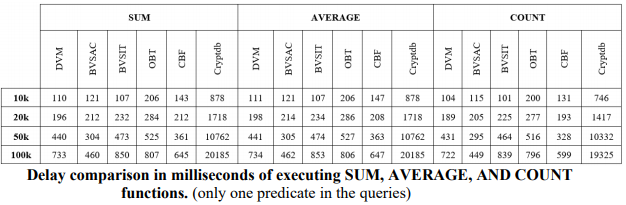 SUM AVERAGE COUNT
DVM BVSAC BVSIT OBT CBF Cryptdb DVM BVSAC BVSIT OBT CBF Cryptdb DVM BVSAC BVSIT OBT CBF Cryptdb
10k 110 121 107 206 143 878 111 121 107 206 147 878 104 115 101 200 131 746
20k 196 212 232 284 212 1718 198 214 234 286 208 1718 189 205 225 277 193 1417
50k 440 304 473 525 361 10762 441 305 474 527 363 10762 431 295 464 516 328 10332
100k 733 460 850 807 645 20185 734 462 853 806 647 20185 722 449 839 796 599 19325
Delay comparison in milliseconds of executing SUM, AVERAGE, AND COUNT
functions. (only one predicate in the queries)